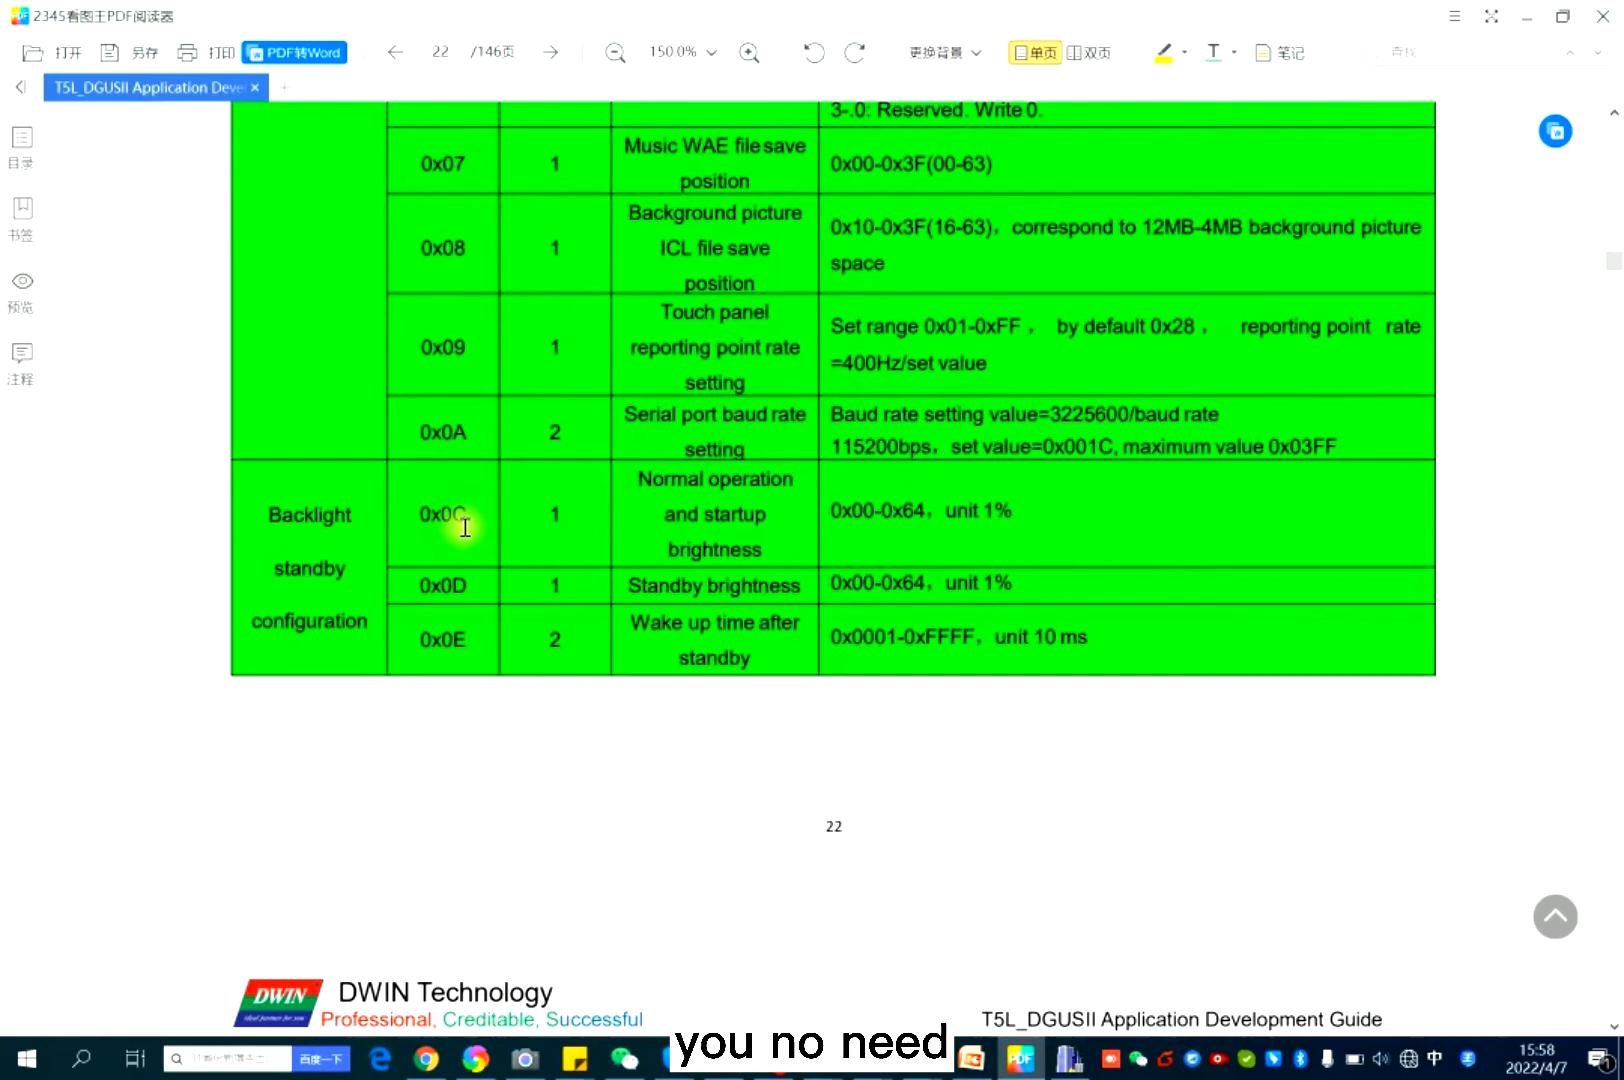 2345看图王PDF阅读器
打开 另存 打印 PDF转Word 22 /146页 150.0% 更换背景 单页 双页 T 笔记 查找
T5L_DGUSII Application Deve
目录
书签
预览
注释
3-.0: Reserved. Write 0.
0x07 1 Music WAE file save position 0x00-0x3F(00-63)
0x08 1 Background picture ICL file save position 0x10-0x3F(16-63)，correspond to 12MB-4MB background picture space
0x09 1 Touch panel reporting point rate setting Set range 0x01-0xFF， by default 0x28， reporting point rate =400Hz/set value
0x0A 2 Serial port baud rate setting Baud rate setting value=3225600/baud rate
115200bps，set value=0x001C, maximum value 0x03FF
Backlight standby configuration
0x0C 1 Normal operation and startup brightness 0x00-0x64，unit 1%
0x0D 1 Standby brightness 0x00-0x64，unit 1%
0x0E 2 Wake up time after standby 0x0001-0xFFFF，unit 10 ms
22
DWIN
DWIN Technology
Professional, Creditable, Successful
T5L_DGUSII Application Development Guide
you no need
百度一下
PDF
中
15:58
2022/4/7